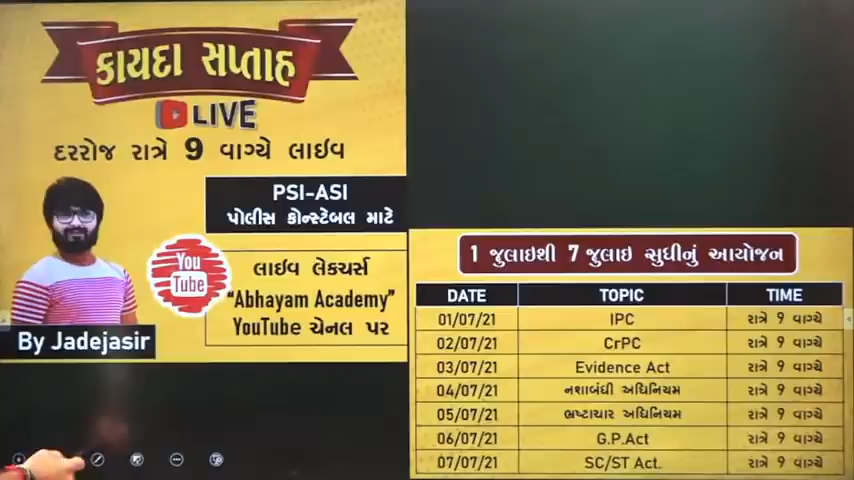 કાયદા સપ્તાહ
LIVE
દરરોજ રાત્રે 9 વાગ્યે લાઈવ
PSI-ASI
પોલીસ કોન્સ્ટેબલ માટે
You
Tube
લાઈવ લેકચર્સ
“Abhayam Academy”
YouTube ચેનલ પર
By Jadejasir
1 જુલાઇથી 7 જુલાઇ સુધીનું આયોજન
DATE TOPIC TIME
01/07/21 IPC રાત્રે 9 વાગ્યે
02/07/21 CrPC રાત્રે 9 વાગ્યે
03/07/21 Evidence Act રાત્રે 9 વાગ્યે
04/07/21 નશાબંધી અધિનિયમ રાત્રે 9 વાગ્યે
05/07/21 ભ્રષ્ટાચાર અધિનિયમ રાત્રે 9 વાગ્યે
06/07/21 G.P.Act રાત્રે 9 વાગ્યે
07/07/21 SC/ST Act. રાત્રે 9 વાગ્યે